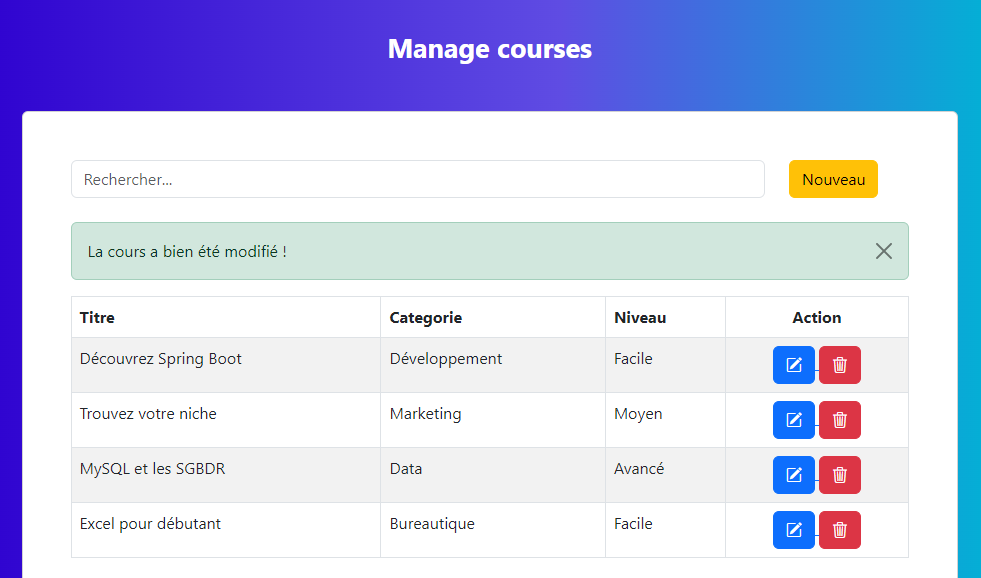 Manage courses
Rechercher...
Nouveau
La cours a bien été modifié !
Titre Categorie Niveau Action
Découvrez Spring Boot Développement Facile
Trouvez votre niche Marketing Moyen
MySQL et les SGBDR Data Avancé
Excel pour débutant Bureautique Facile